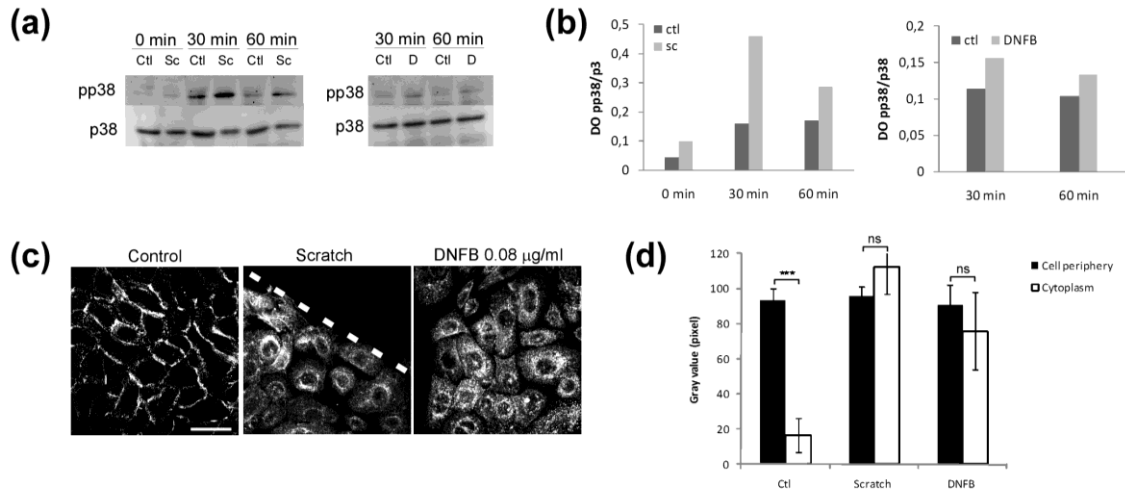 (a)
0 min 30 min 60 min
Ctl Sc Ctl Sc Ctl Sc
pp38
p38
30 min 60 min
Ctl D Ctl D
pp38
p38
(b)
DO pp38/p3
0,5
0,4
0,3
0,2
0,1
0
ctl
sc
0 min 30 min 60 min
DO pp38/p38
0,2
0,15
0,1
0,05
0
ctl DNFB
30 min 60 min
(c)
Control Scratch DNFB 0.08 μg/ml
(d)
Gray value (pixel)
120
100
80
60
40
20
0
***
ns
ns
Cell periphery
Cytoplasm
Ctl Scratch DNFB